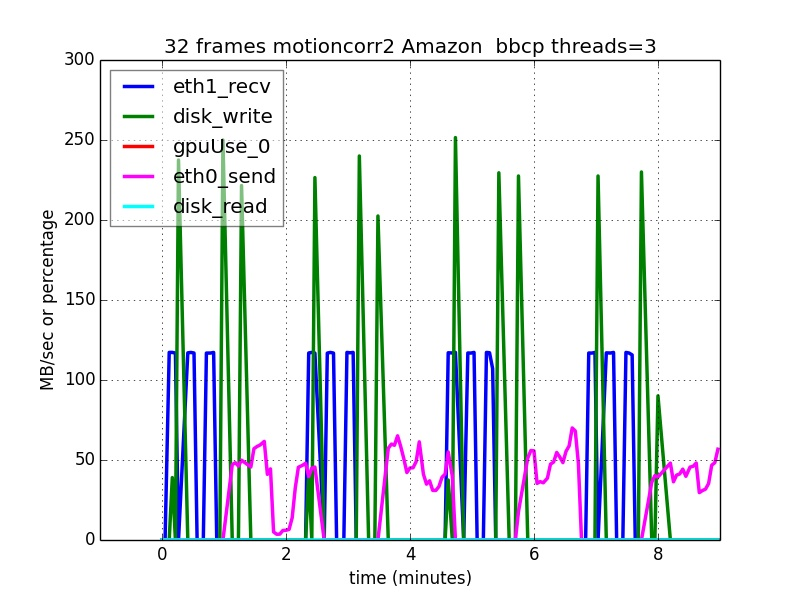 32 frames motioncorr2 Amazon  bbcp threads=3
300
250
200
150
100
50
0
MB/sec or percentage
eth1_recv
disk_write
gpuUse_0
eth0_send
disk_read
0 2 4 6 8
time (minutes)